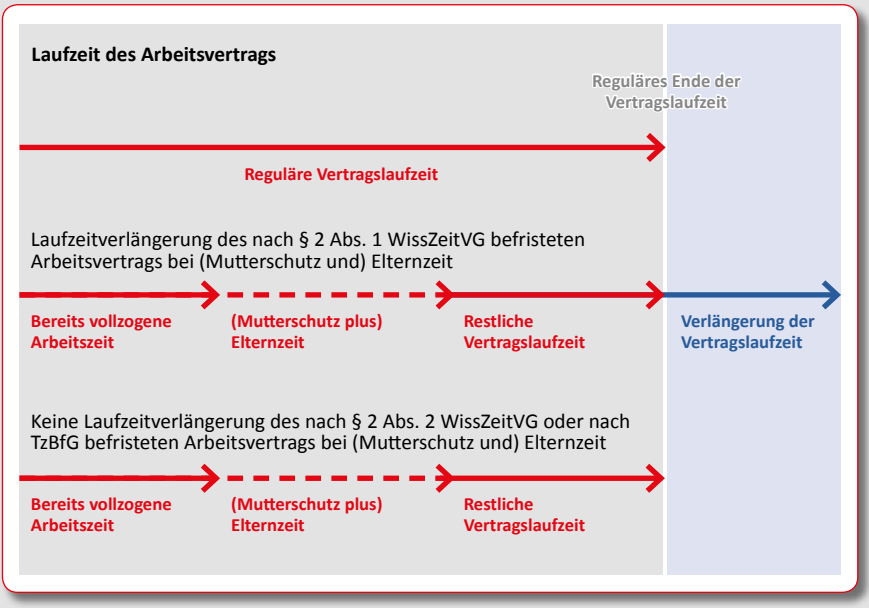 Laufzeit des Arbeitsvertrags
Reguläres Ende der
Vertragslaufzeit
Reguläre Vertragslaufzeit
Laufzeitverlängerung des nach § 2 Abs. 1 WissZeitVG befristeten
Arbeitsvertrags bei (Mutterschutz und) Elternzeit
Bereits vollzogene
Arbeitszeit
(Mutterschutz plus)
Elternzeit
Restliche
Vertragslaufzeit
Verlängerung der
Vertragslaufzeit
Keine Laufzeitverlängerung des nach § 2 Abs. 2 WissZeitVG oder nach
TzBfG befristeten Arbeitsvertrags bei (Mutterschutz und) Elternzeit
Bereits vollzogene
Arbeitszeit
(Mutterschutz plus)
Elternzeit
Restliche
Vertragslaufzeit